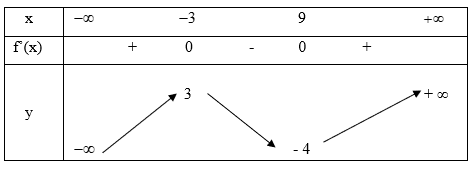 x −∞ −3 9 +∞
f'(x) + 0 - 0 +
3 + ∞
y
−∞ - 4